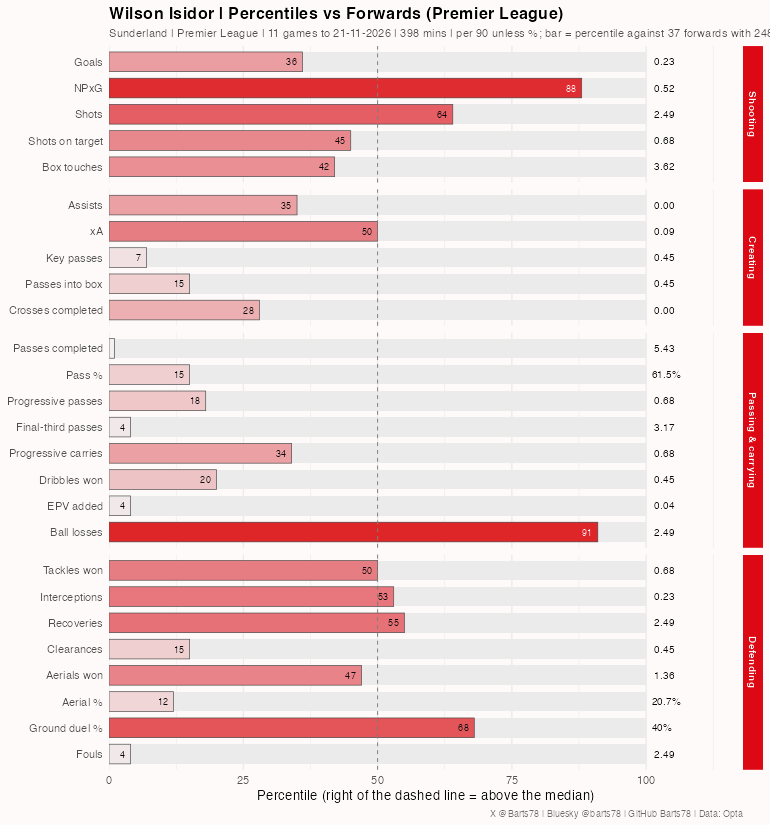 Wilson Isidor | Percentiles vs Forwards (Premier League)
Sunderland | Premier League | 11 games to 21-11-2026 | 398 mins | per 90 unless %; bar = percentile against 37 forwards with 248
Goals 36 0.23
NPxG 88 0.52
Shots 64 2.49
Shots on target 45 0.68
Box touches 42 3.62
Shooting
Assists 35 0.00
xA 50 0.09
Key passes 7 0.45
Passes into box 15 0.45
Crosses completed 28 0.00
Creating
Passes completed 5.43
Pass % 15 61.5%
Progressive passes 18 0.68
Final-third passes 4 3.17
Progressive carries 34 0.68
Dribbles won 20 0.45
EPV added 4 0.04
Ball losses 91 2.49
Passing & carrying
Tackles won 50 0.68
Interceptions 53 0.23
Recoveries 55 2.49
Clearances 15 0.45
Aerials won 47 1.36
Aerial % 12 20.7%
Ground duel % 68 40%
Fouls 4 2.49
Defending
0 25 50 75 100
Percentile (right of the dashed line = above the median)
X @Barts78 | Bluesky @barts78 | GitHub Barts78 | Data: Opta